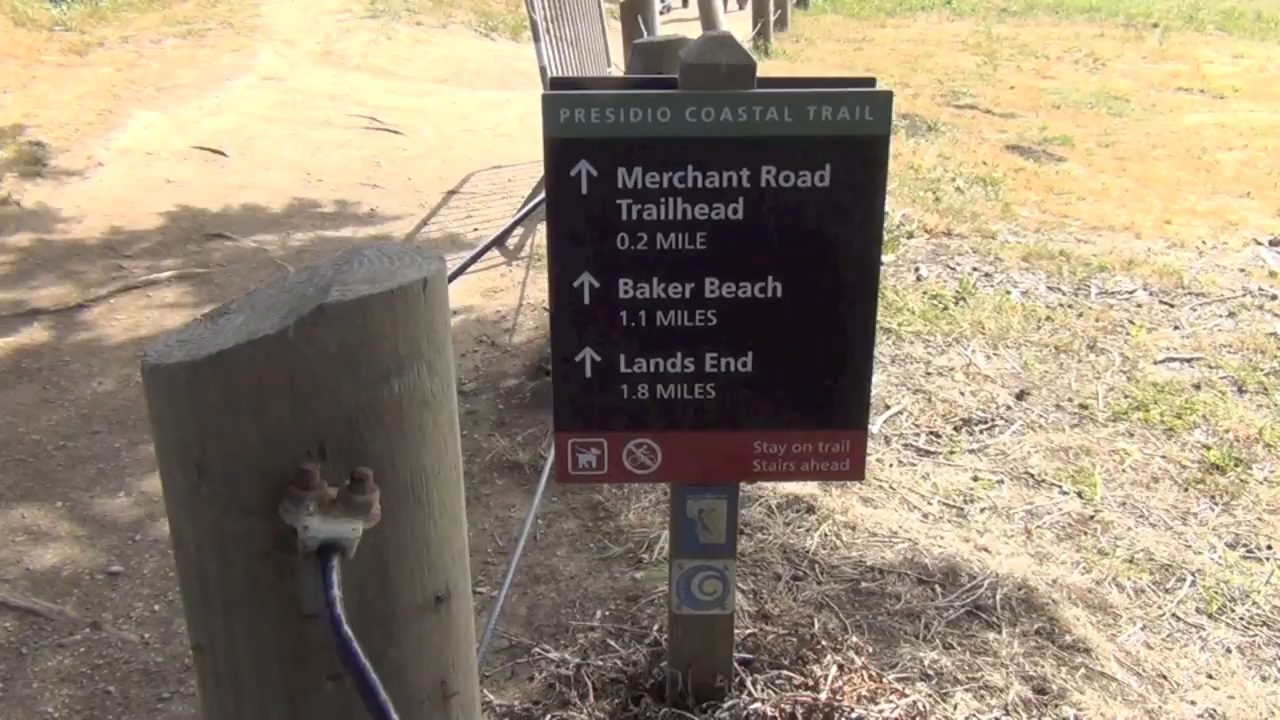 PRESIDIO COASTAL TRAIL
Merchant Road
Trailhead
0.2 MILE
Baker Beach
1.1 MILES
Lands End
1.8 MILES
Stay on trail
Stairs ahead